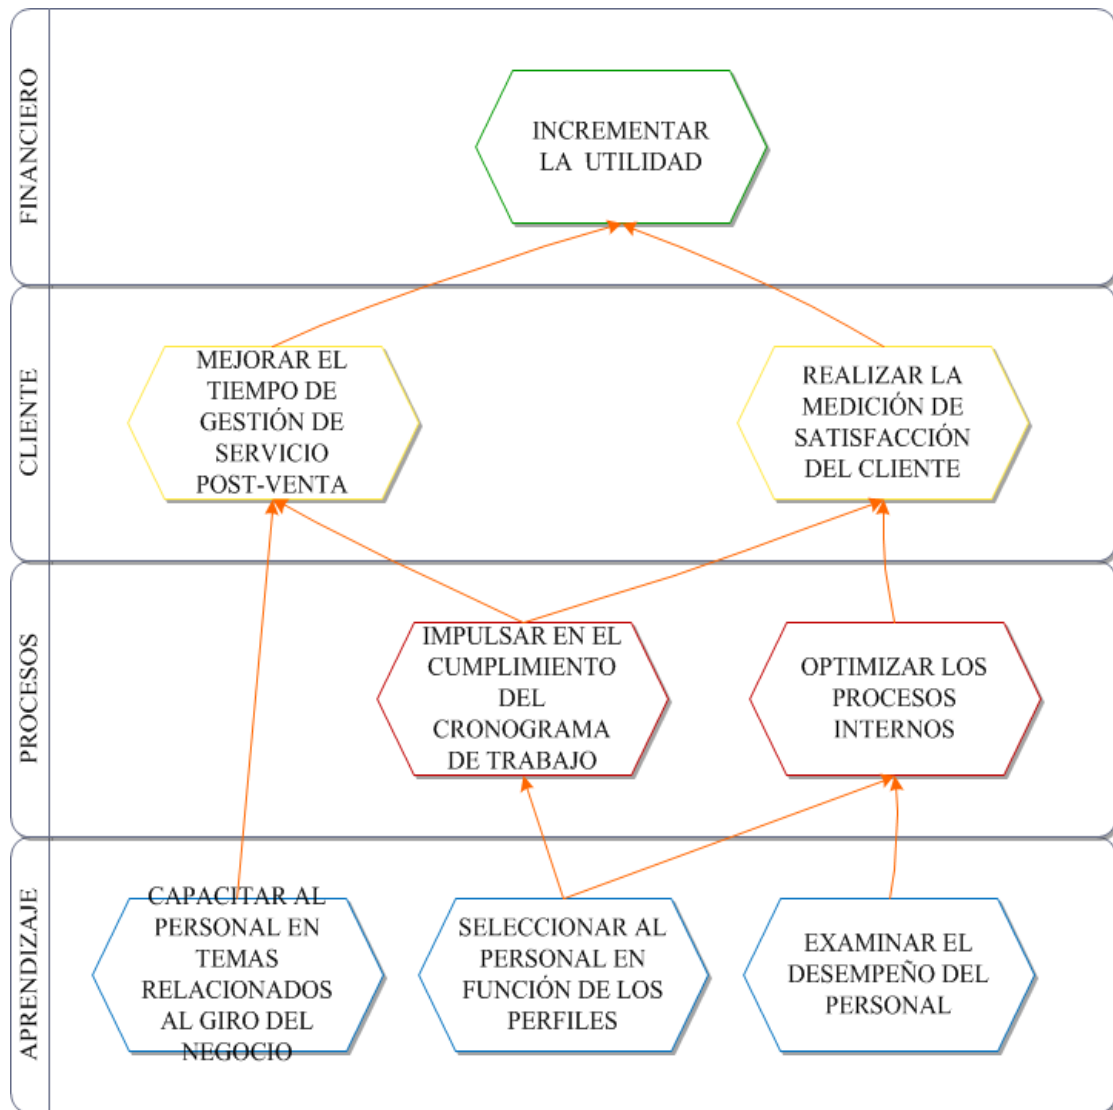 FINANCIERO
INCREMENTAR
LA UTILIDAD
CLIENTE
MEJORAR EL
TIEMPO DE
GESTIÓN DE
SERVICIO
POST-VENTA
REALIZAR LA
MEDICIÓN DE
SATISFACCIÓN
DEL CLIENTE
PROCESOS
IMPULSAR EN EL
CUMPLIMIENTO
DEL
CRONOGRAMA
DE TRABAJO
OPTIMIZAR LOS
PROCESOS
INTERNOS
APRENDIZAJE
CAPACITAR AL
PERSONAL EN
TEMAS
RELACIONADOS
AL GIRO DEL
NEGOCIO
SELECCIONAR AL
PERSONAL EN
FUNCIÓN DE LOS
PERFILES
EXAMINAR EL
DESEMPEÑO DEL
PERSONAL